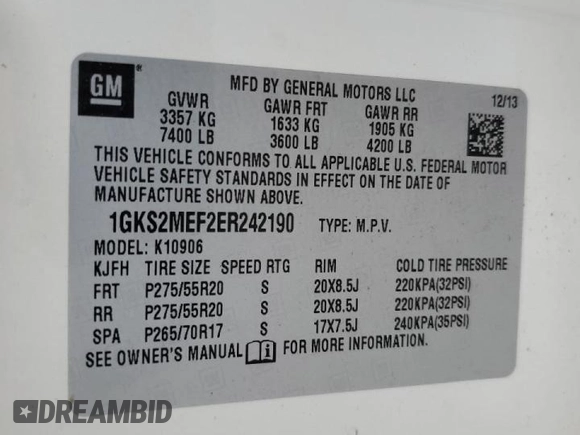 GM ®
MFD BY GENERAL MOTORS LLC
12/13
GVWR GAWR FRT GAWR RR
3357 KG 1633 KG 1905 KG
7400 LB 3600 LB 4200 LB
THIS VEHICLE CONFORMS TO ALL APPLICABLE U.S. FEDERAL MOTOR
VEHICLE SAFETY STANDARDS IN EFFECT ON THE DATE OF
MANUFACTURE SHOWN ABOVE.
1GKS2MEF2ER242190 TYPE: M.P.V.
MODEL: K10906
KJFH TIRE SIZE SPEED RTG RIM COLD TIRE PRESSURE
FRT P275/55R20 S 20X8.5J 220KPA(32PSI)
RR P275/55R20 S 20X8.5J 220KPA(32PSI)
SPA P265/70R17 S 17X7.5J 240KPA(35PSI)
SEE OWNER'S MANUAL i FOR MORE INFORMATION.
DREAMBID